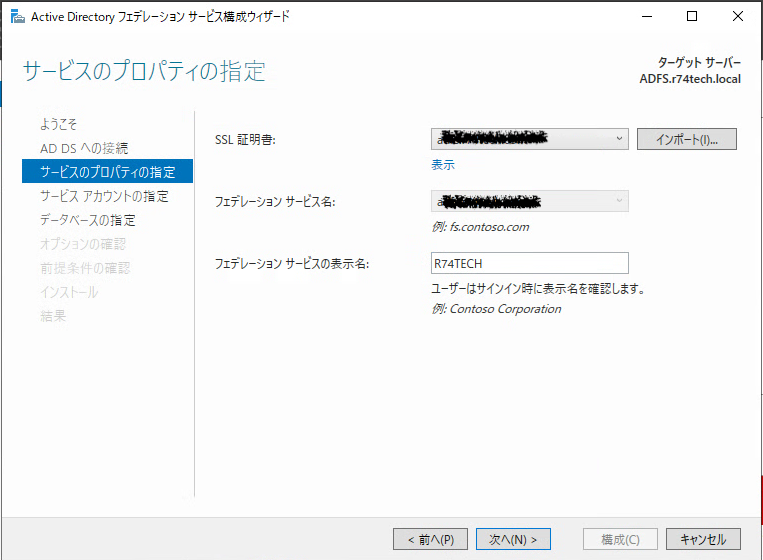 Active Directory フェデレーション サービス構成ウィザード
サービスのプロパティの指定
ターゲット サーバー
ADFS.r74tech.local
ようこそ
AD DS への接続
サービスのプロパティの指定
サービス アカウントの指定
データベースの指定
オプションの確認
前提条件の確認
インストール
結果
SSL 証明書:
インポート(I)...
表示
フェデレーション サービス名:
例: fs.contoso.com
フェデレーション サービスの表示名:
R74TECH
ユーザーはサインイン時に表示名を確認します。
例: Contoso Corporation
< 前へ(P)
次へ(N) >
構成(C)
キャンセル